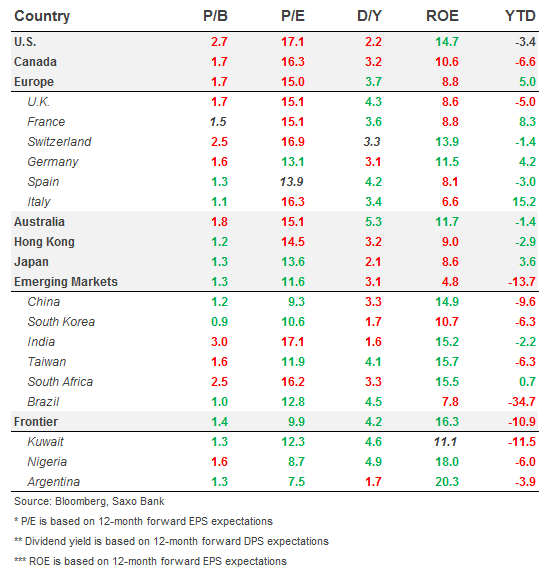 Country P/B P/E D/Y ROE YTD
U.S. 2.7 17.1 2.2 14.7 -3.4
Canada 1.7 16.3 3.2 10.6 -6.6
Europe 1.7 15.0 3.7 8.8 5.0
U.K. 1.7 15.1 4.3 8.6 -5.0
France 1.5 15.1 3.6 8.8 8.3
Switzerland 2.5 16.9 3.3 13.9 -1.4
Germany 1.6 13.1 3.1 11.5 4.2
Spain 1.3 13.9 4.2 8.1 -3.0
Italy 1.1 16.3 3.4 6.6 15.2
Australia 1.8 15.1 5.3 11.7 -1.4
Hong Kong 1.2 14.5 3.2 9.0 -2.9
Japan 1.3 13.6 2.1 8.6 3.6
Emerging Markets 1.3 11.6 3.1 4.8 -13.7
China 1.2 9.3 3.3 14.9 -9.6
South Korea 0.9 10.6 1.7 10.7 -6.3
India 3.0 17.1 1.6 15.2 -2.2
Taiwan 1.6 11.9 4.1 15.7 -6.3
South Africa 2.5 16.2 3.3 15.5 0.7
Brazil 1.0 12.8 4.5 7.8 -34.7
Frontier 1.4 9.9 4.2 16.3 -10.9
Kuwait 1.3 12.3 4.6 11.1 -11.5
Nigeria 1.6 8.7 4.9 18.0 -6.0
Argentina 1.3 7.5 1.7 20.3 -3.9
Source: Bloomberg, Saxo Bank
* P/E is based on 12-month forward EPS expectations
** Dividend yield is based on 12-month forward DPS expectations
*** ROE is based on 12-month forward EPS expectations